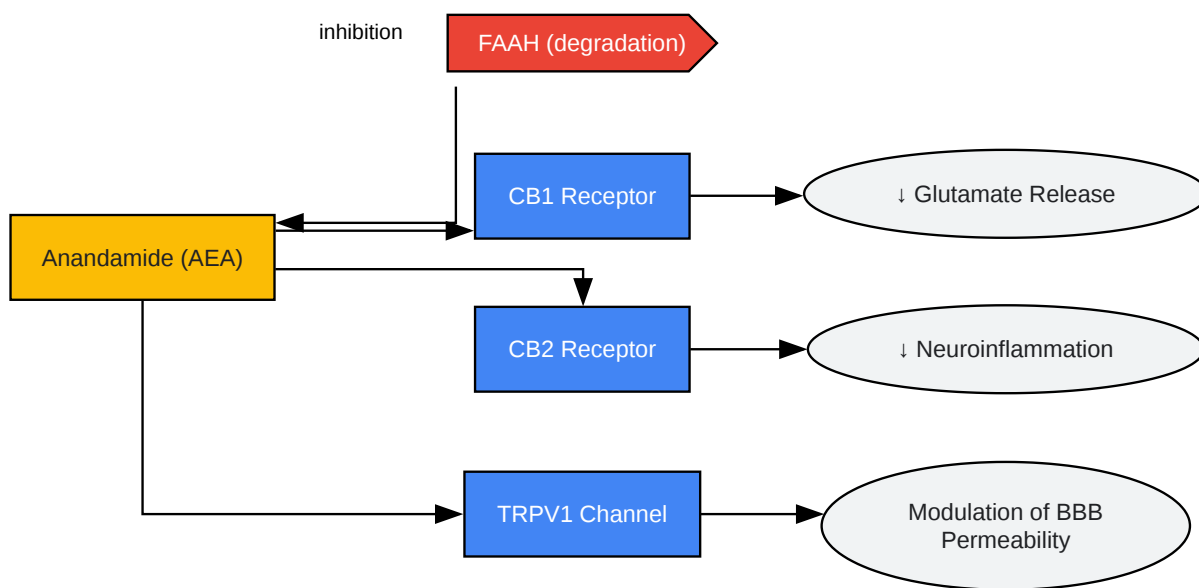 inhibition
FAAH (degradation)
CB1 Receptor
↓ Glutamate Release
Anandamide (AEA)
CB2 Receptor
↓ Neuroinflammation
TRPV1 Channel
Modulation of BBB
Permeability